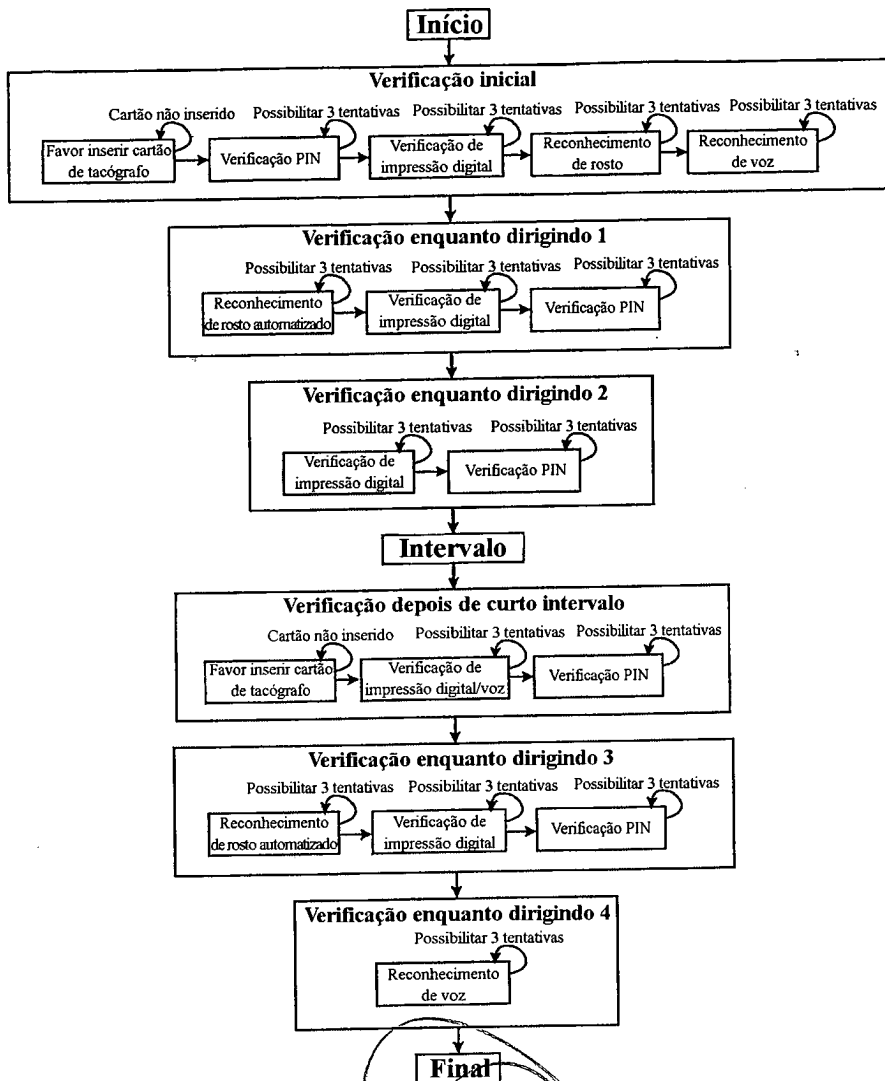 Início
Verificação inicial
Cartão não inserido
Possibilitar 3 tentativas
Possibilitar 3 tentativas
Possibilitar 3 tentativas
Possibilitar 3 tentativas
Favor inserir cartão
de tacógrafo
Verificação PIN
Verificação de
impressão digital
Reconhecimento
de rosto
Reconhecimento
de voz
Verificação enquanto dirigindo 1
Possibilitar 3 tentativas
Possibilitar 3 tentativas
Possibilitar 3 tentativas
Reconhecimento
de rosto automatizado
Verificação de
impressão digital
Verificação PIN
Verificação enquanto dirigindo 2
Possibilitar 3 tentativas
Possibilitar 3 tentativas
Verificação de
impressão digital
Verificação PIN
Intervalo
Verificação depois de curto intervalo
Cartão não inserido
Possibilitar 3 tentativas
Possibilitar 3 tentativas
Favor inserir cartão
de tacógrafo
Verificação de
impressão digital/voz
Verificação PIN
Verificação enquanto dirigindo 3
Possibilitar 3 tentativas
Possibilitar 3 tentativas
Possibilitar 3 tentativas
Reconhecimento
de rosto automatizado
Verificação de
impressão digital
Verificação PIN
Verificação enquanto dirigindo 4
Possibilitar 3 tentativas
Reconhecimento
de voz
Final